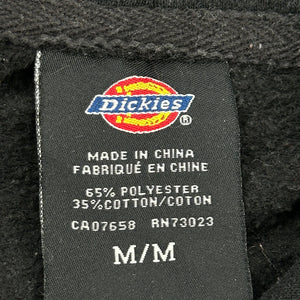 Dickies
®
MADE IN CHINA
FABRIQUÉ EN CHINE
65% POLYESTER
35%COTTON/COTON
CA07658 RN73023
M/M